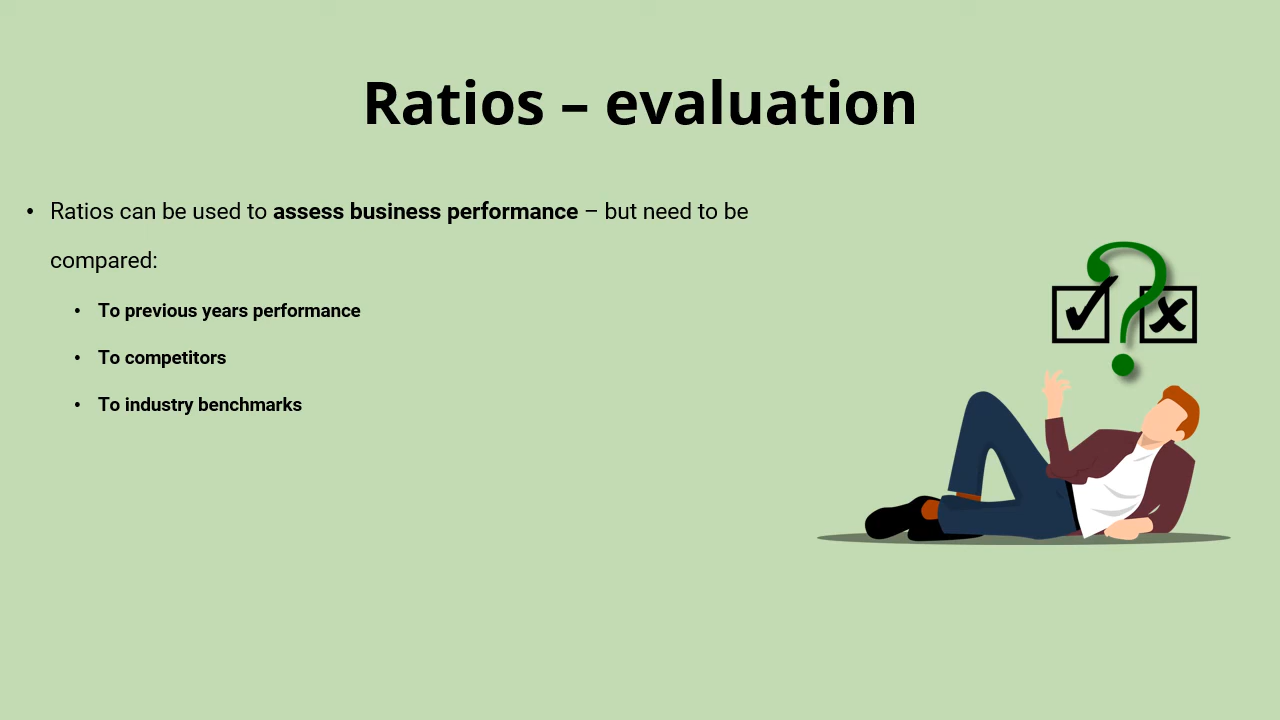 Ratios – evaluation
• Ratios can be used to assess business performance – but need to be
compared:
• To previous years performance
• To competitors
• To industry benchmarks